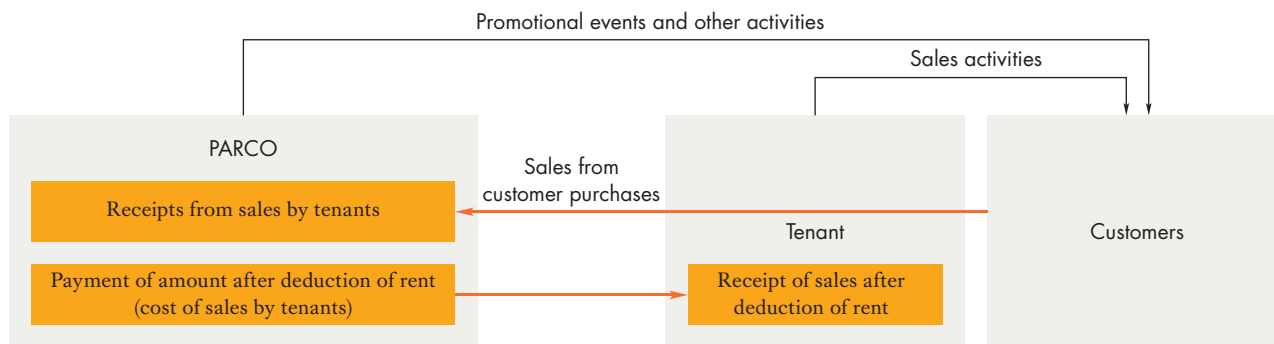 Promotional events and other activities
Sales activities
PARCO
Receipts from sales by tenants
Payment of amount after deduction of rent
(cost of sales by tenants)
Sales from
customer purchases
Tenant
Receipt of sales after
deduction of rent
Customers